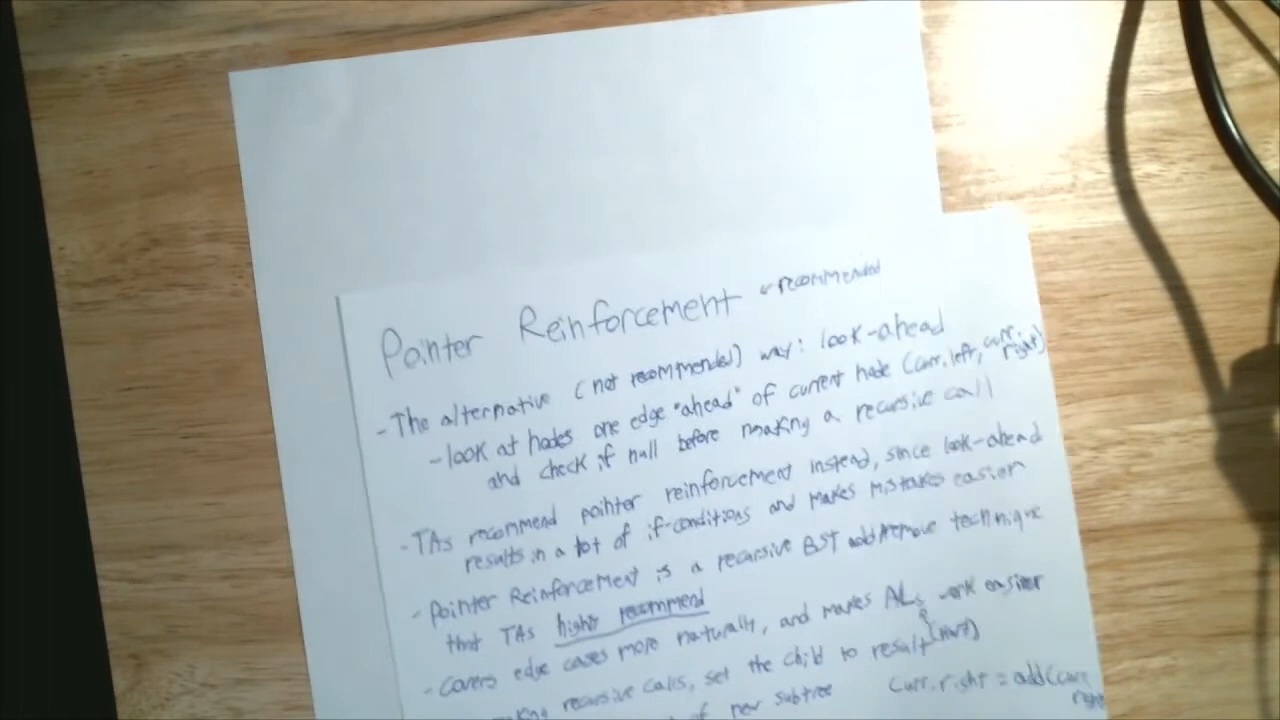 Pointer Reinforcement ← recommended
- The alternative (not recommended) way: look-ahead
- look at nodes one edge "ahead" of current node (curr.left, curr.right)
and check if null before making a recursive call
- TAs recommend pointer reinforcement instead, since look-ahead
results in a lot of if-conditions and makes mistakes easier
- Pointer Reinforcement is a recursive BST add/remove technique
that TAs highly recommend
- Covers edge cases more naturally, and makes AVLs work easier
(next)
recursive calls, set the child to result
of new subtree curr.right = add(curr.right